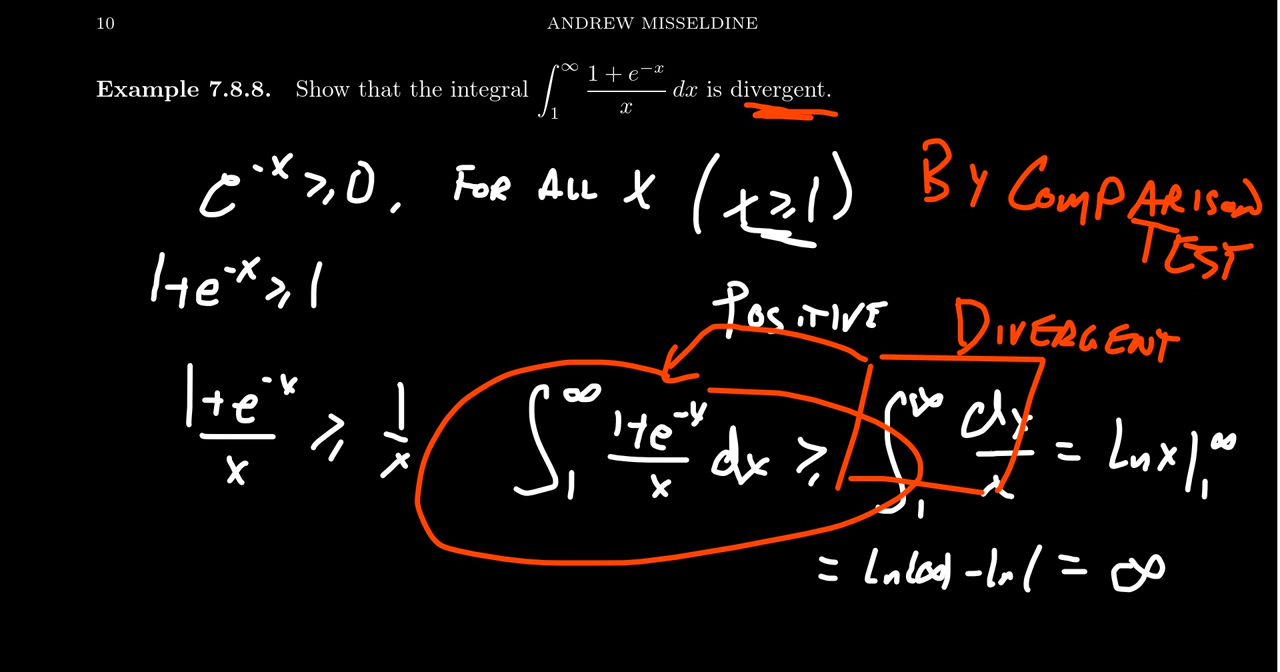 10 ANDREW MISSELDINE
Example 7.8.8. Show that the integral ∫₁^∞ (1 + e^{-x})/x dx is divergent.
e^{-x} ≥ 0, FOR ALL X (x ≥ 1)
BY COMPARISON
TEST
1+e^{-x} ≥ 1
POSITIVE
DIVERGENT
(1+e^{-x})/x ≥ 1/x ∫₁^∞ (1+e^{-x})/x dx ≥ ∫₁^∞ dx/x = ln x |₁^∞
= ln(∞) - ln 1 = ∞